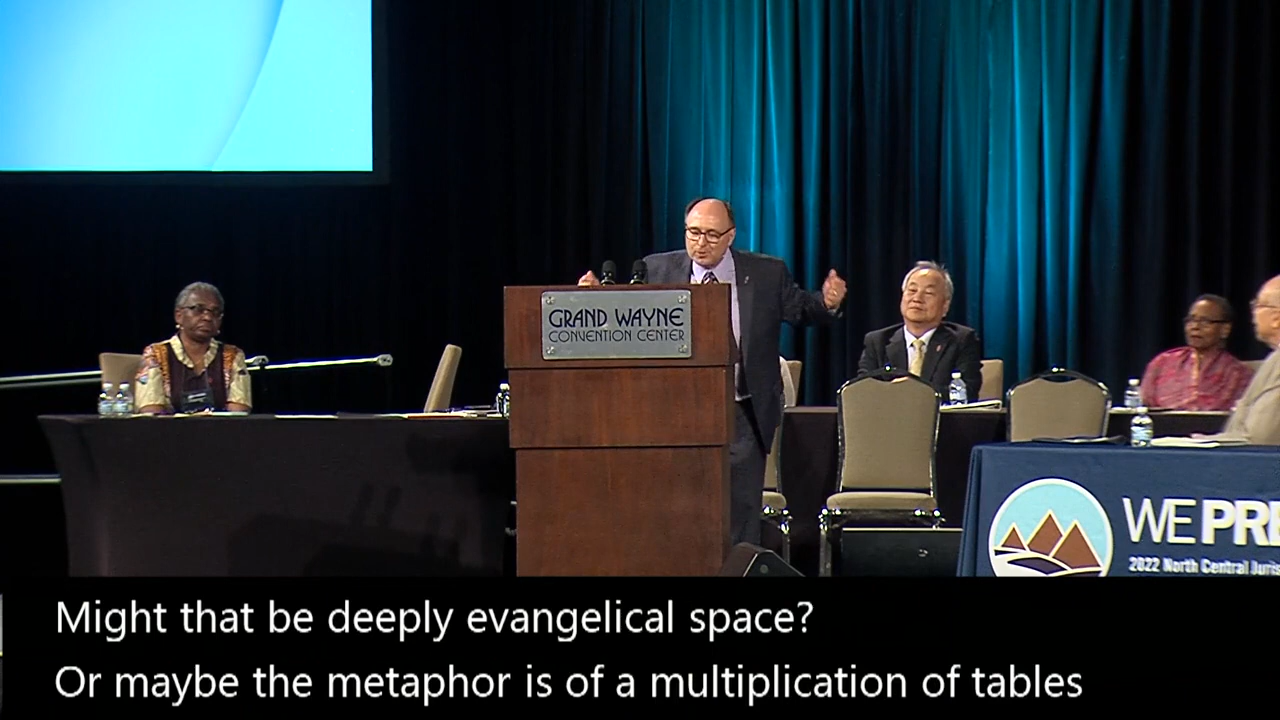 GRAND WAYNE
CONVENTION CENTER
WE PRE
2022 North Central Juris
Might that be deeply evangelical space?
Or maybe the metaphor is of a multiplication of tables